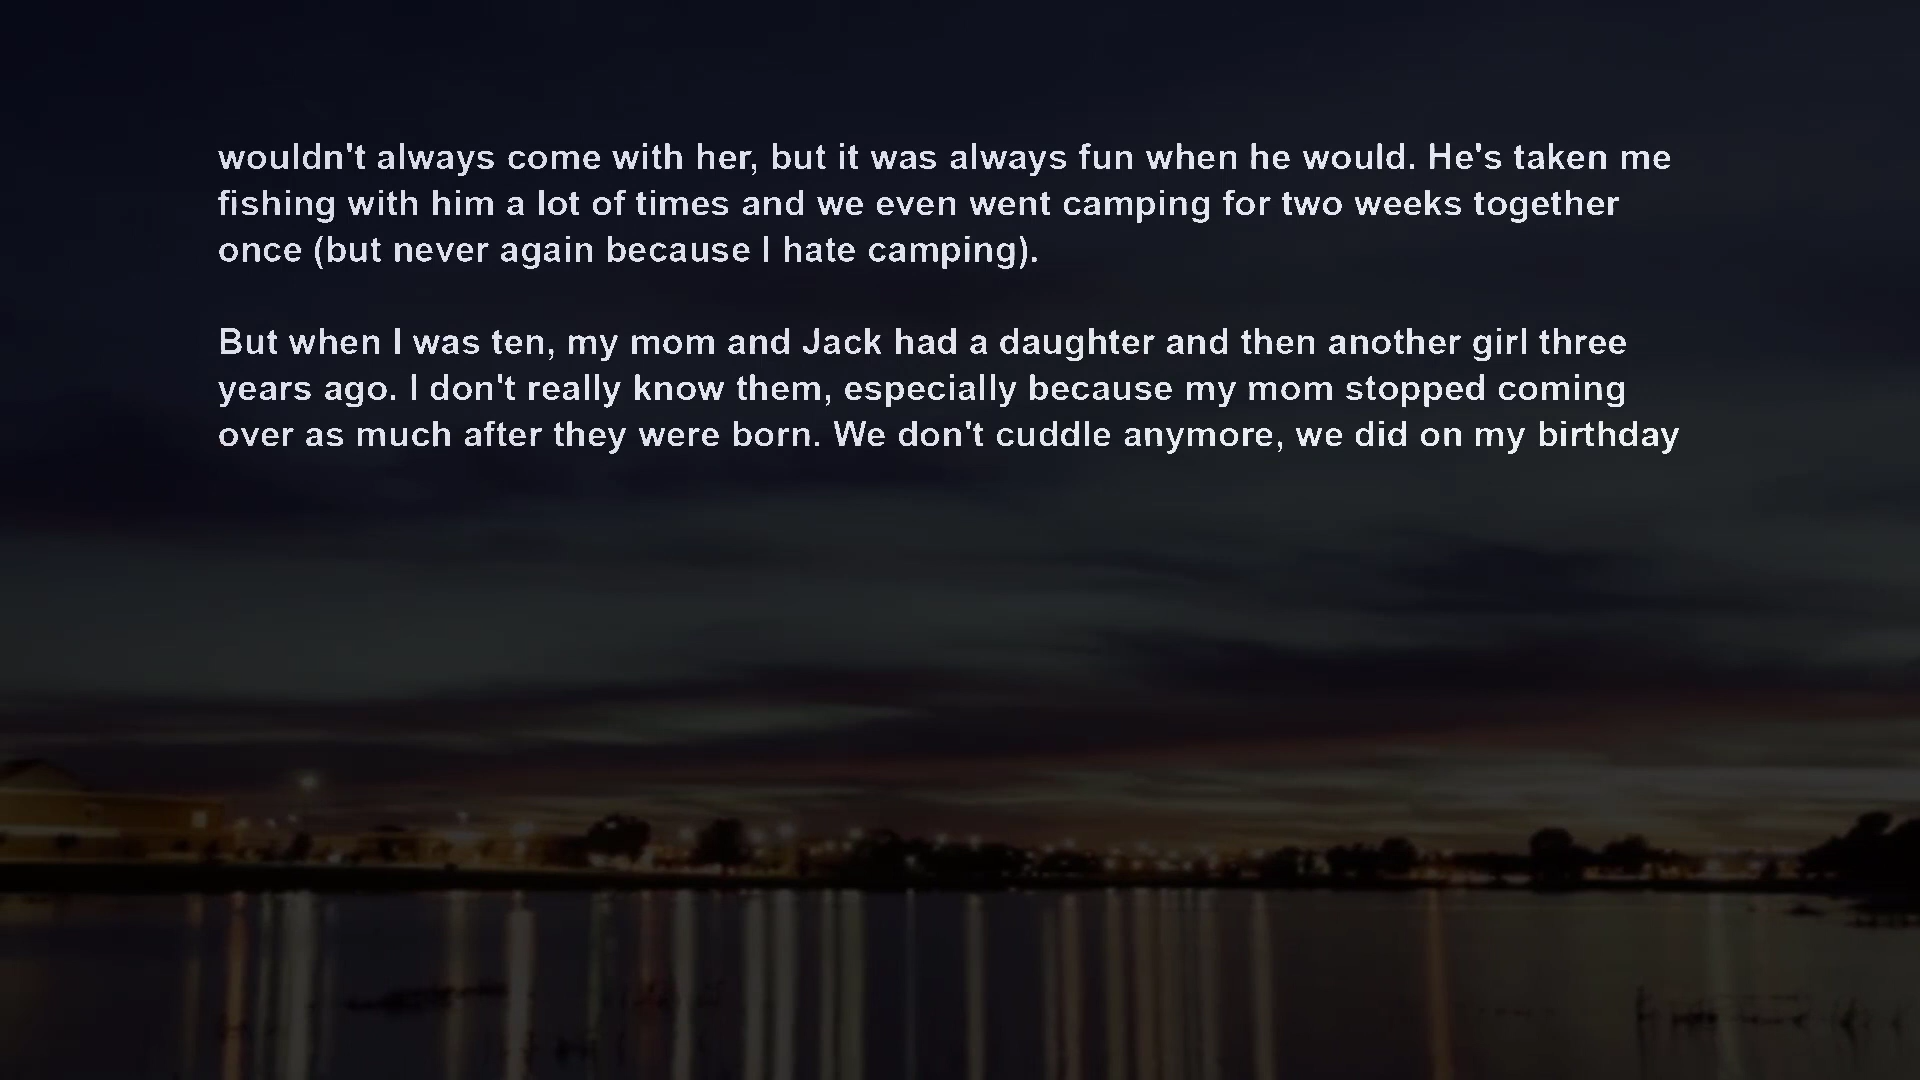 wouldn't always come with her, but it was always fun when he would. He's taken me
fishing with him a lot of times and we even went camping for two weeks together
once (but never again because I hate camping).
But when I was ten, my mom and Jack had a daughter and then another girl three
years ago. I don't really know them, especially because my mom stopped coming
over as much after they were born. We don't cuddle anymore, we did on my birthday